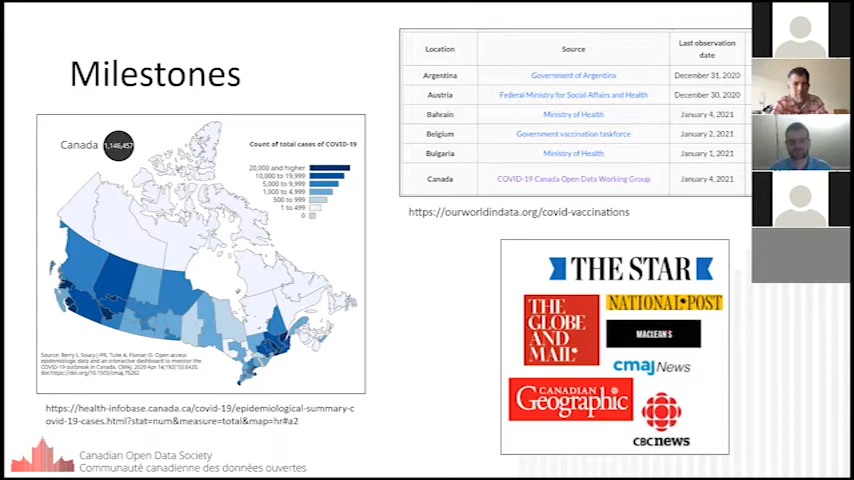 Milestones
Canada 1,146,457
Count of total cases of COVID-19
20,000 and higher
10,000 to 19,999
5,000 to 9,999
1,000 to 4,999
500 to 999
1 to 499
0
Source: Berry I, Soucy J-PR, Tuite A, Fisman D. Open access
epidemiologic data and an interactive dashboard to monitor the
COVID-19 outbreak in Canada. CMAJ. 2020 Apr 14;192(15):E420.
doi:https://doi.org/10.1503/cmaj.75262
https://health-infobase.canada.ca/covid-19/epidemiological-summary-c
ovid-19-cases.html?stat=num&measure=total&map=hr#a2
Location Source Last observation
date
Argentina Government of Argentina December 31, 2020
Austria Federal Ministry for Social Affairs and Health December 30, 2020
Bahrain Ministry of Health January 4, 2021
Belgium Government vaccination taskforce January 2, 2021
Bulgaria Ministry of Health January 1, 2021
Canada COVID-19 Canada Open Data Working Group January 4, 2021
https://ourworldindata.org/covid-vaccinations
THE STAR
THE
GLOBE
AND
MAIL*
NATIONAL POST
MACLEAN'S
cmaj News
CANADIAN
Geographic
CBCNEWS
Canadian Open Data Society
Communauté canadienne des données ouvertes